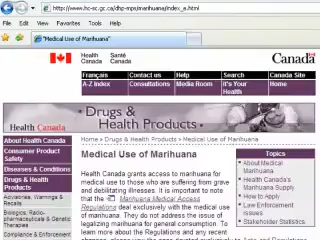 http://www.hc-sc.gc.ca/dhp-mps/marihuana/index_e.html
File Edit View Favorites Tools Help
"Medical Use of Marihuana"
Health Canada
Santé Canada
Canada
Français Contact us Help Search Canada Site
A-Z Index Consultations Media Room It's Your Health Home
Drugs &
Health Products
Health Canada
Home » Drugs & Health Products » Medical Use of Marihuana
About Health Canada
Consumer Product Safety
Diseases & Conditions
Drugs & Health Products
Advisories, Warnings & Recalls
Biologics, Radio-pharmaceuticals & Genetic Therapies
Compliance & Enforcement
Medical Use of Marihuana
Health Canada grants access to marihuana for
medical use to those who are suffering from grave
and debilitating illnesses. It is important to note
that the Marihuana Medical Access
Regulations deal exclusively with the medical use
of marihuana. They do not address the issue of
legalizing marihuana for general consumption. To
learn more about the Regulations and any recent
Topics
About Medical Marihuana
Health Canada's Marihuana Supply
How to Apply
Law Enforcement Issues
Stakeholder Statistics